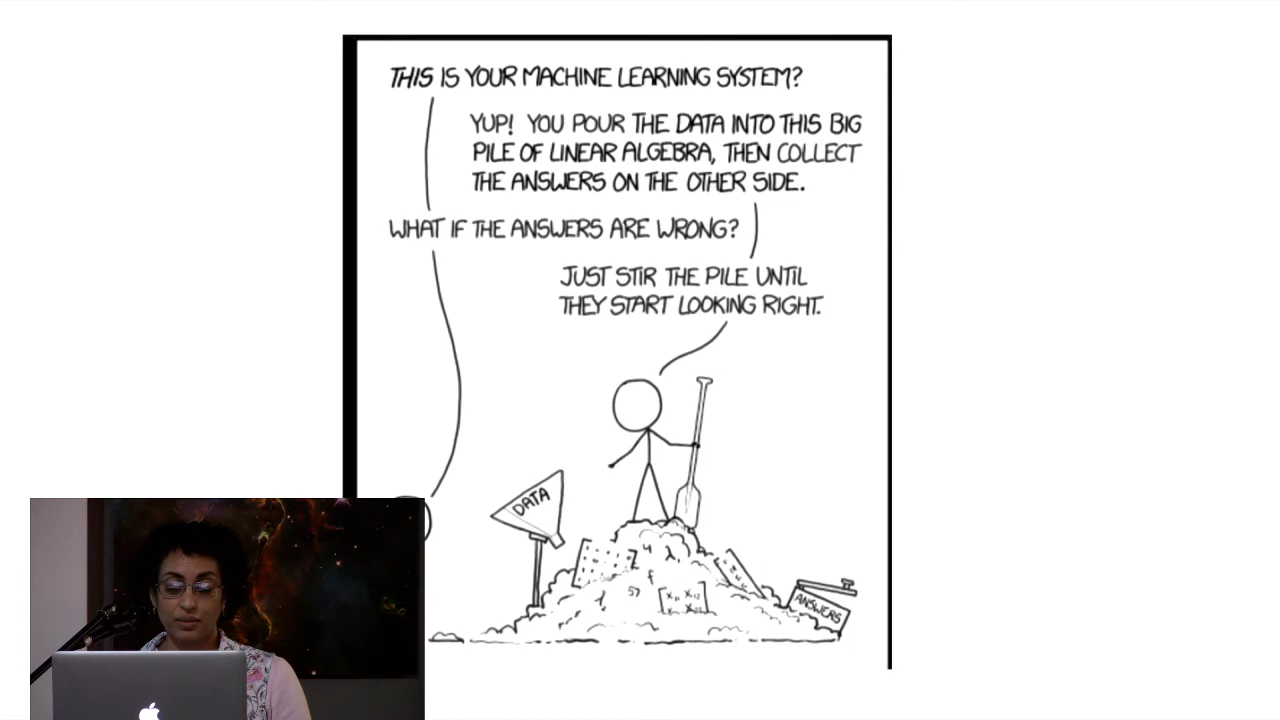 THIS IS YOUR MACHINE LEARNING SYSTEM?
YUP! YOU POUR THE DATA INTO THIS BIG
PILE OF LINEAR ALGEBRA, THEN COLLECT
THE ANSWERS ON THE OTHER SIDE.
WHAT IF THE ANSWERS ARE WRONG?
JUST STIR THE PILE UNTIL
THEY START LOOKING RIGHT.
DATA
ANSWERS